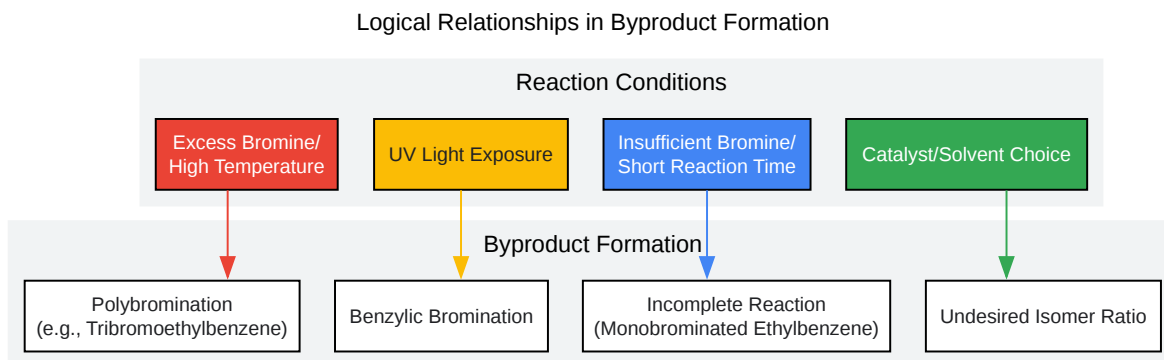 Logical Relationships in Byproduct Formation
Reaction Conditions
Excess Bromine/
High Temperature
UV Light Exposure
Insufficient Bromine/
Short Reaction Time
Catalyst/Solvent Choice
Byproduct Formation
Polybromination
(e.g., Tribromoethylbenzene)
Benzylic Bromination
Incomplete Reaction
(Monobrominated Ethylbenzene)
Undesired Isomer Ratio